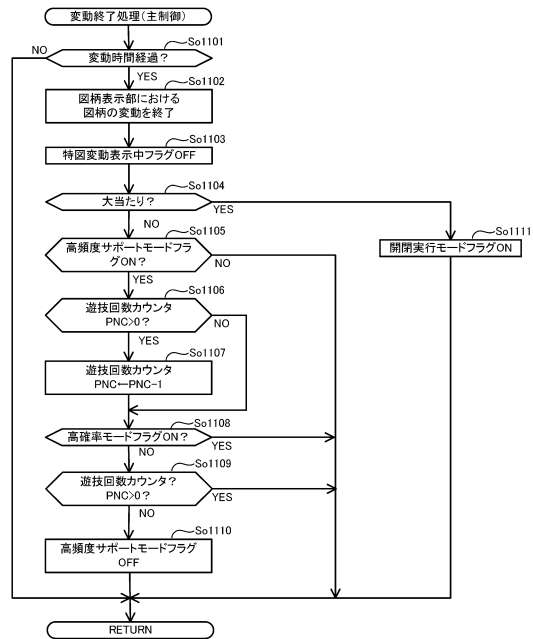 変動終了処理(主制御)
So1101
変動時間経過?
NO
YES
So1102
図柄表示部における
図柄の変動を終了
So1103
特図変動表示中フラグOFF
So1104
大当たり?
YES
NO
So1111
開閉実行モードフラグON
So1105
高頻度サポートモードフラ
グON?
NO
YES
So1106
遊技回数カウンタ
PNC>0?
NO
YES
So1107
遊技回数カウンタ
PNC←PNC-1
So1108
高確率モードフラグON?
YES
NO
So1109
遊技回数カウンタ?
PNC>0?
YES
NO
So1110
高頻度サポートモードフラグ
OFF
RETURN